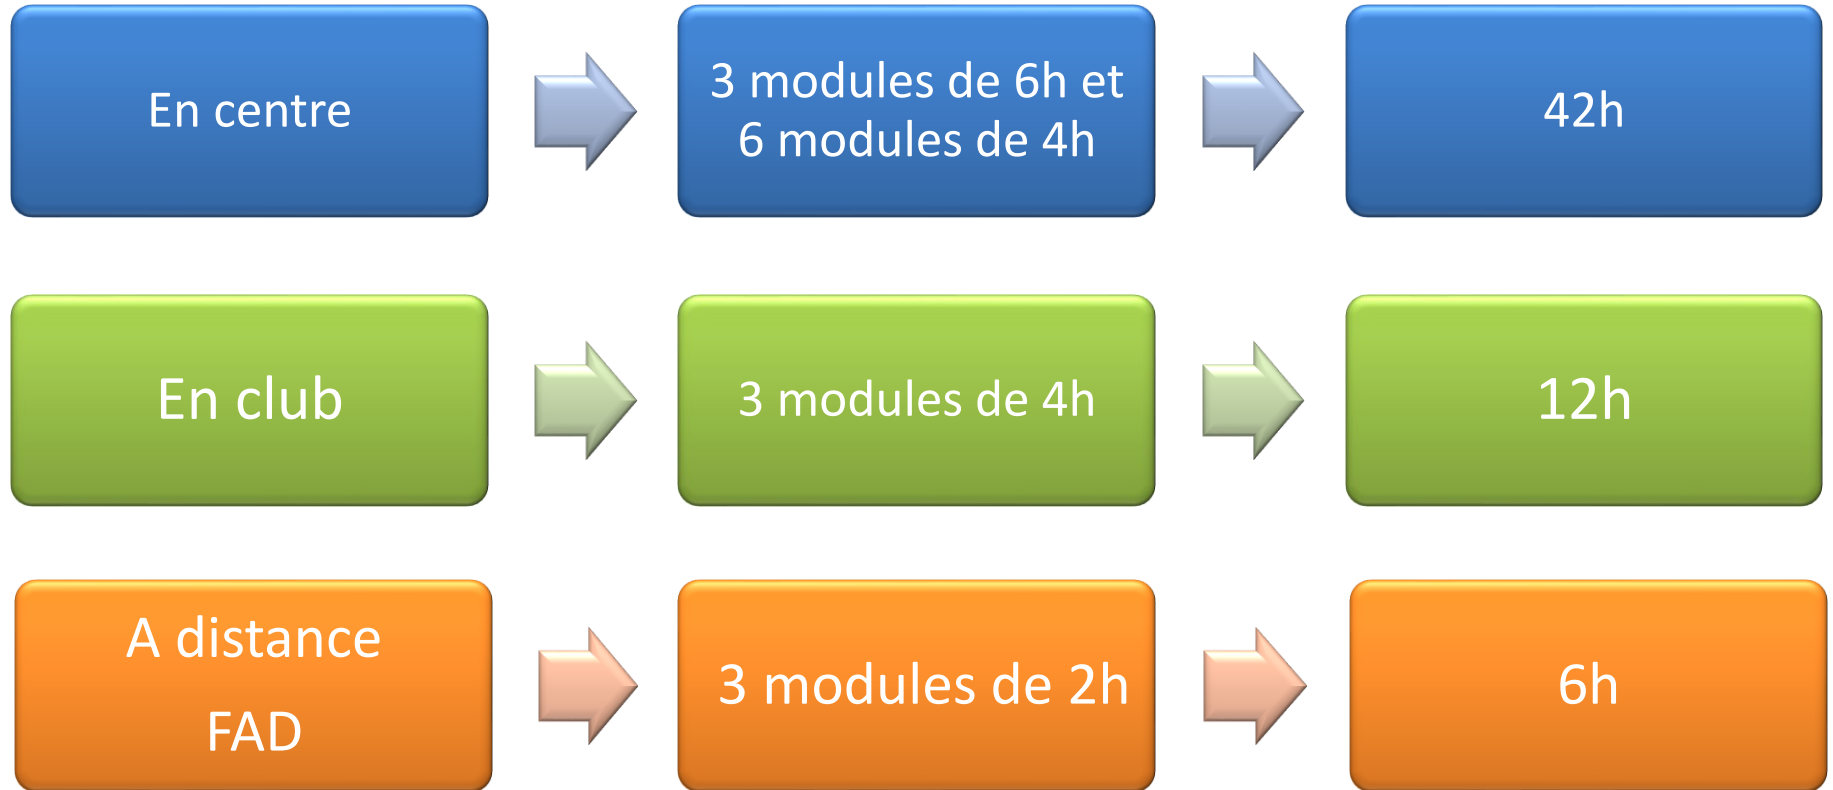 En centre
3 modules de 6h et
6 modules de 4h
42h
En club
3 modules de 4h
12h
A distance
FAD
3 modules de 2h
6h